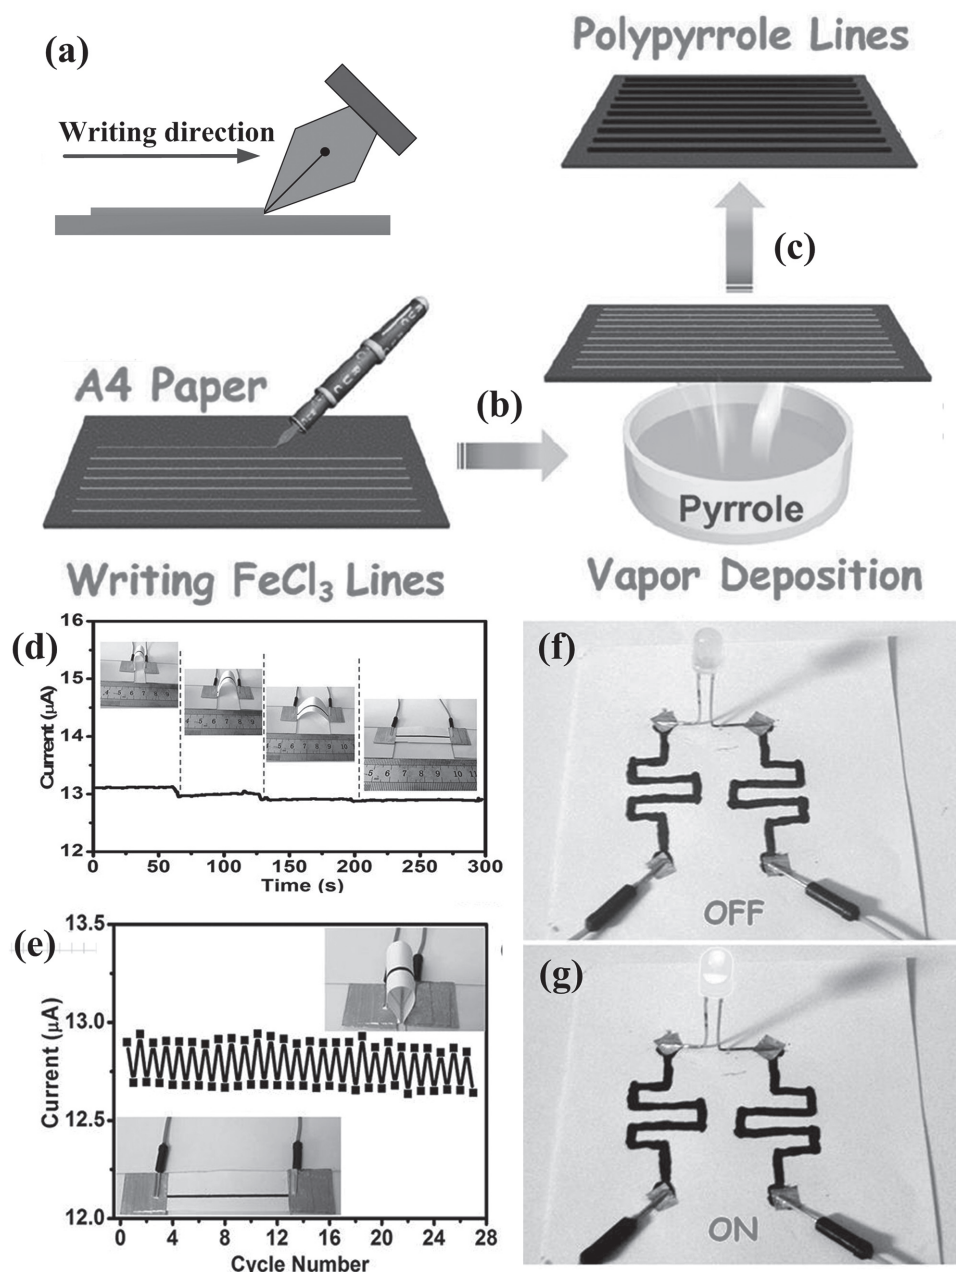 (a)
Writing direction
Polypyrrole Lines
(c)
A4 Paper
(b)
Pyrrole
Writing FeCl₃ Lines
Vapor Deposition
(d)
16
15
14
13
12
Current (μA)
0 50 100 150 200 250 300
Time (s)
(e)
13.5
13.0
12.5
12.0
Current (μA)
0 4 8 12 16 20 24 28
Cycle Number
(f)
OFF
(g)
ON